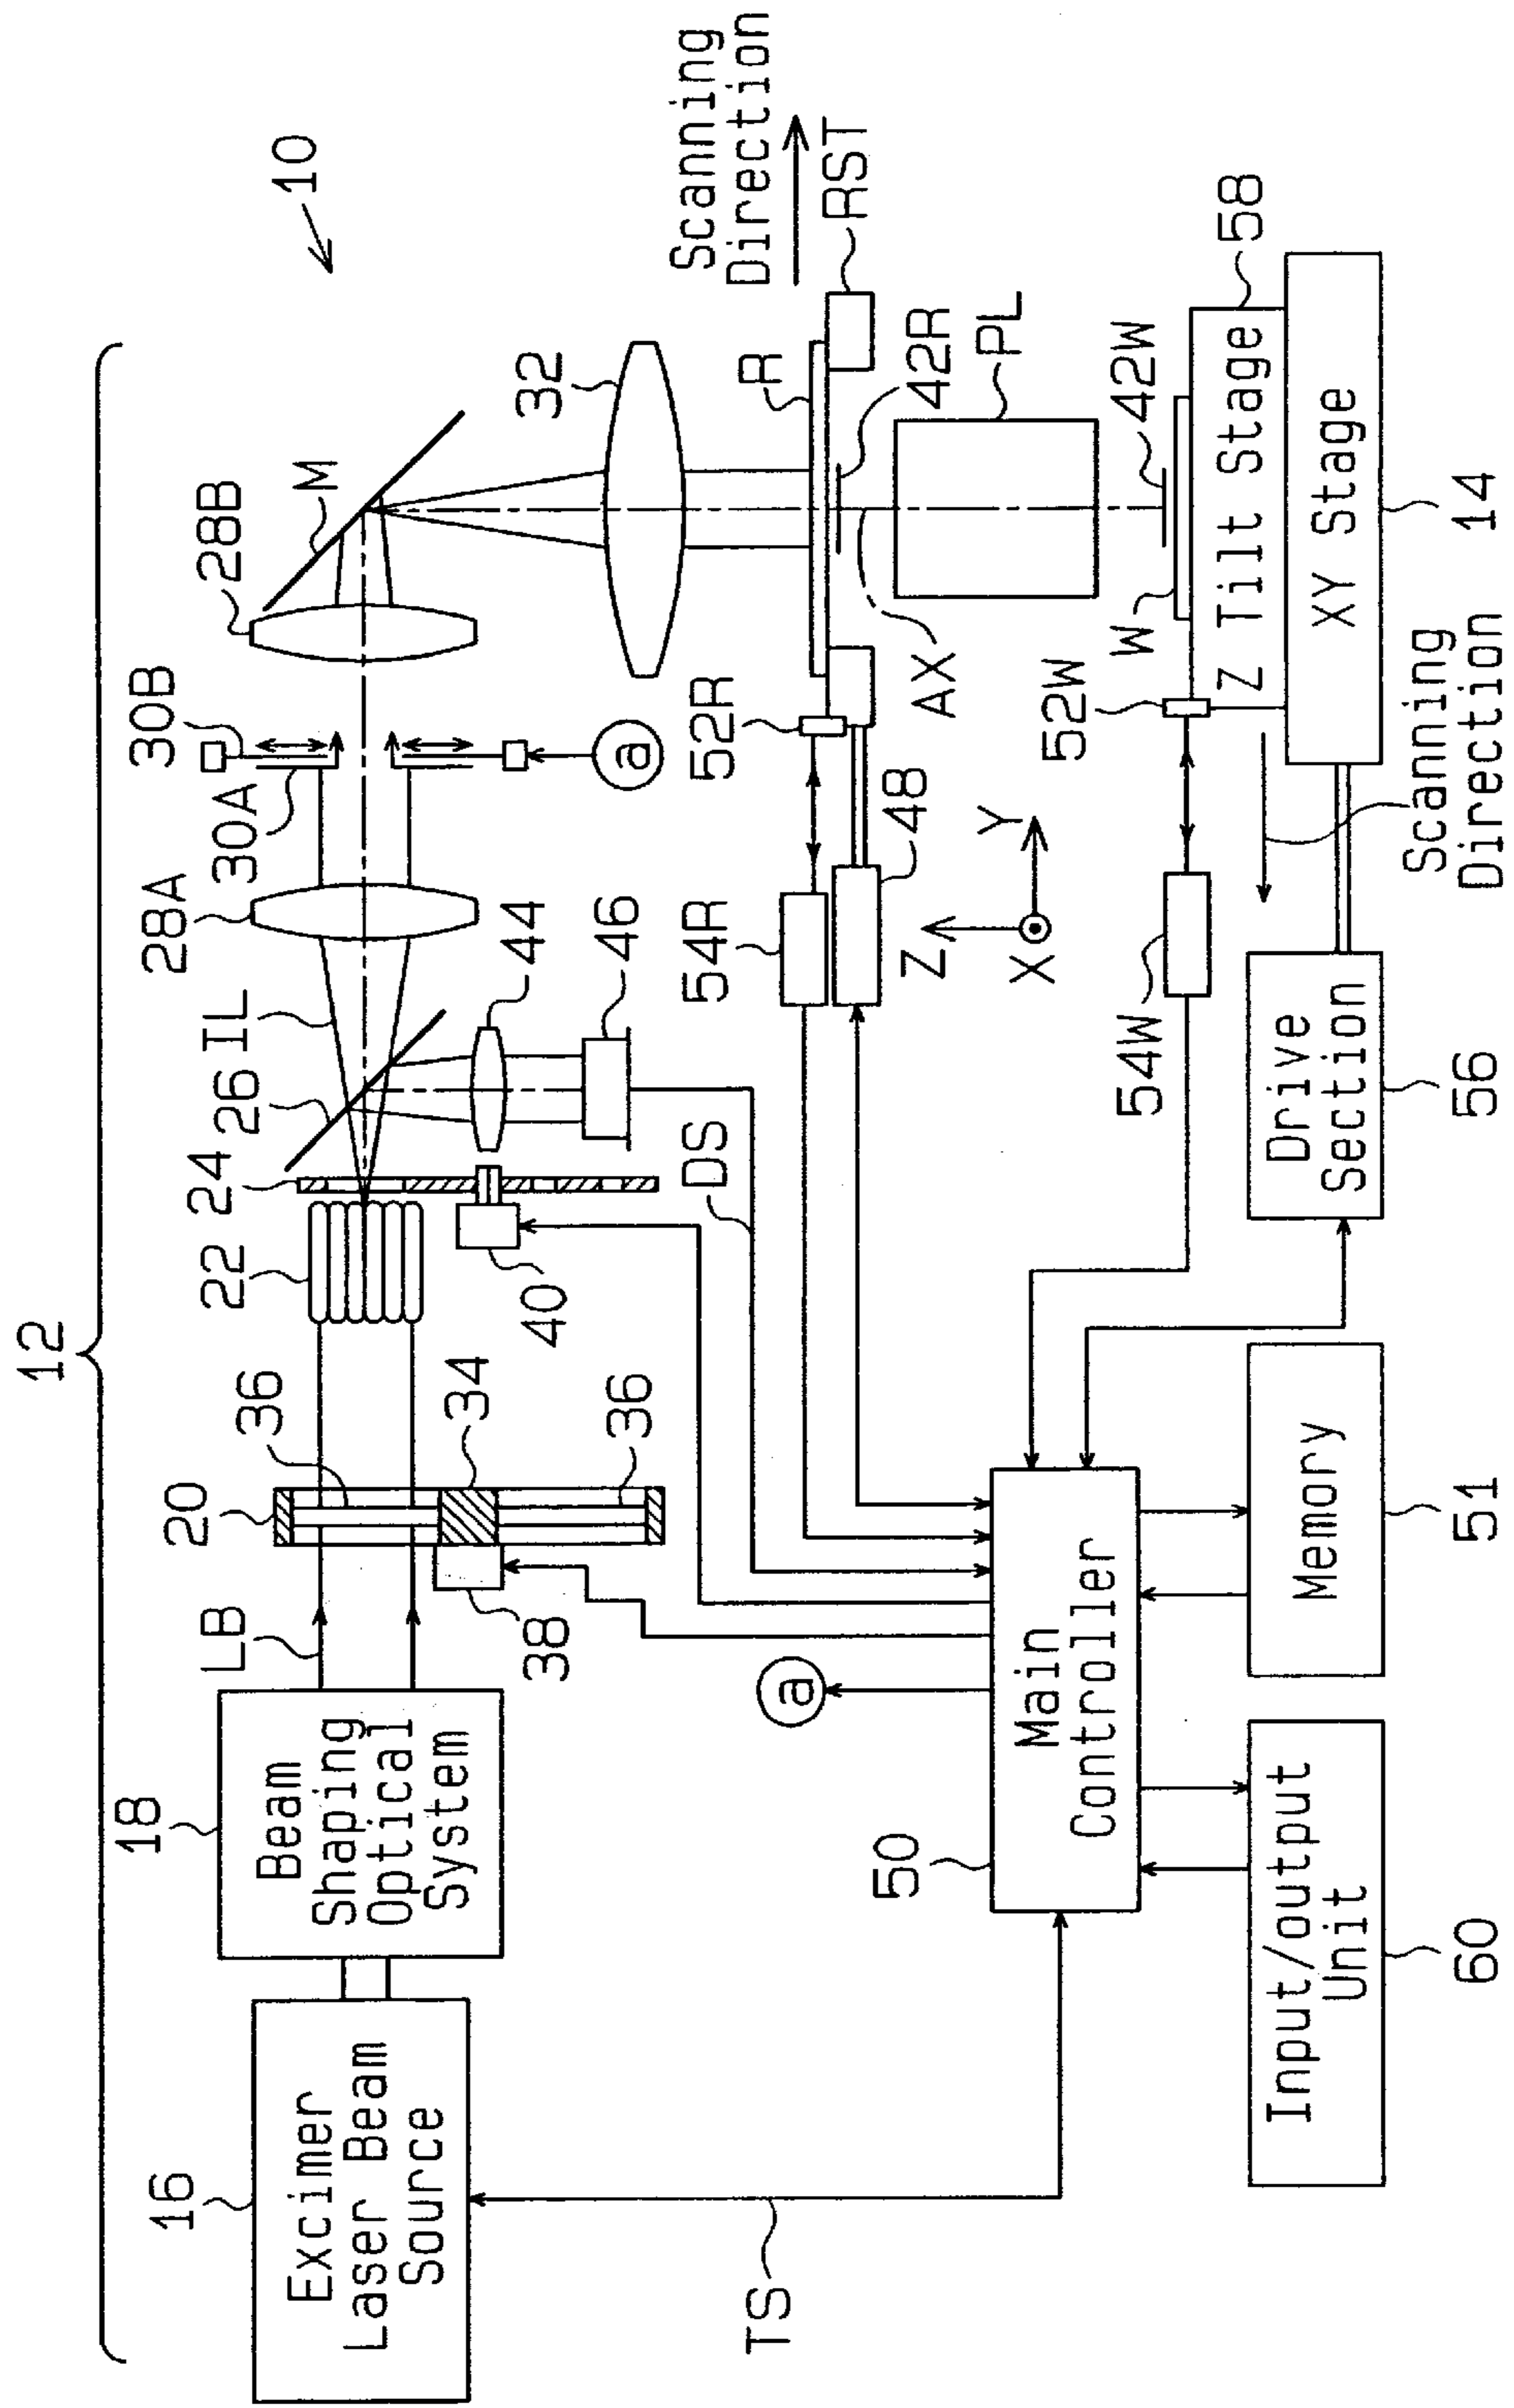 12
10
16
Excimer
Laser Beam
Source
18
Beam
Shaping
Optical
System
LB
20
36
34
36
38
22
24
40
26
IL
44
46
28A
30A
30B
28B
M
ⓐ
32
Scanning
Direction
R
RST
52R
54R
48
42R
PL
AX
Z
Y
X
DS
TS
ⓐ
50
Main
Controller
52W
54W
W
42W
58
Z Tilt Stage
XY Stage
14
Scanning
Direction
Drive
Section
56
Memory
51
Input/output
Unit
60